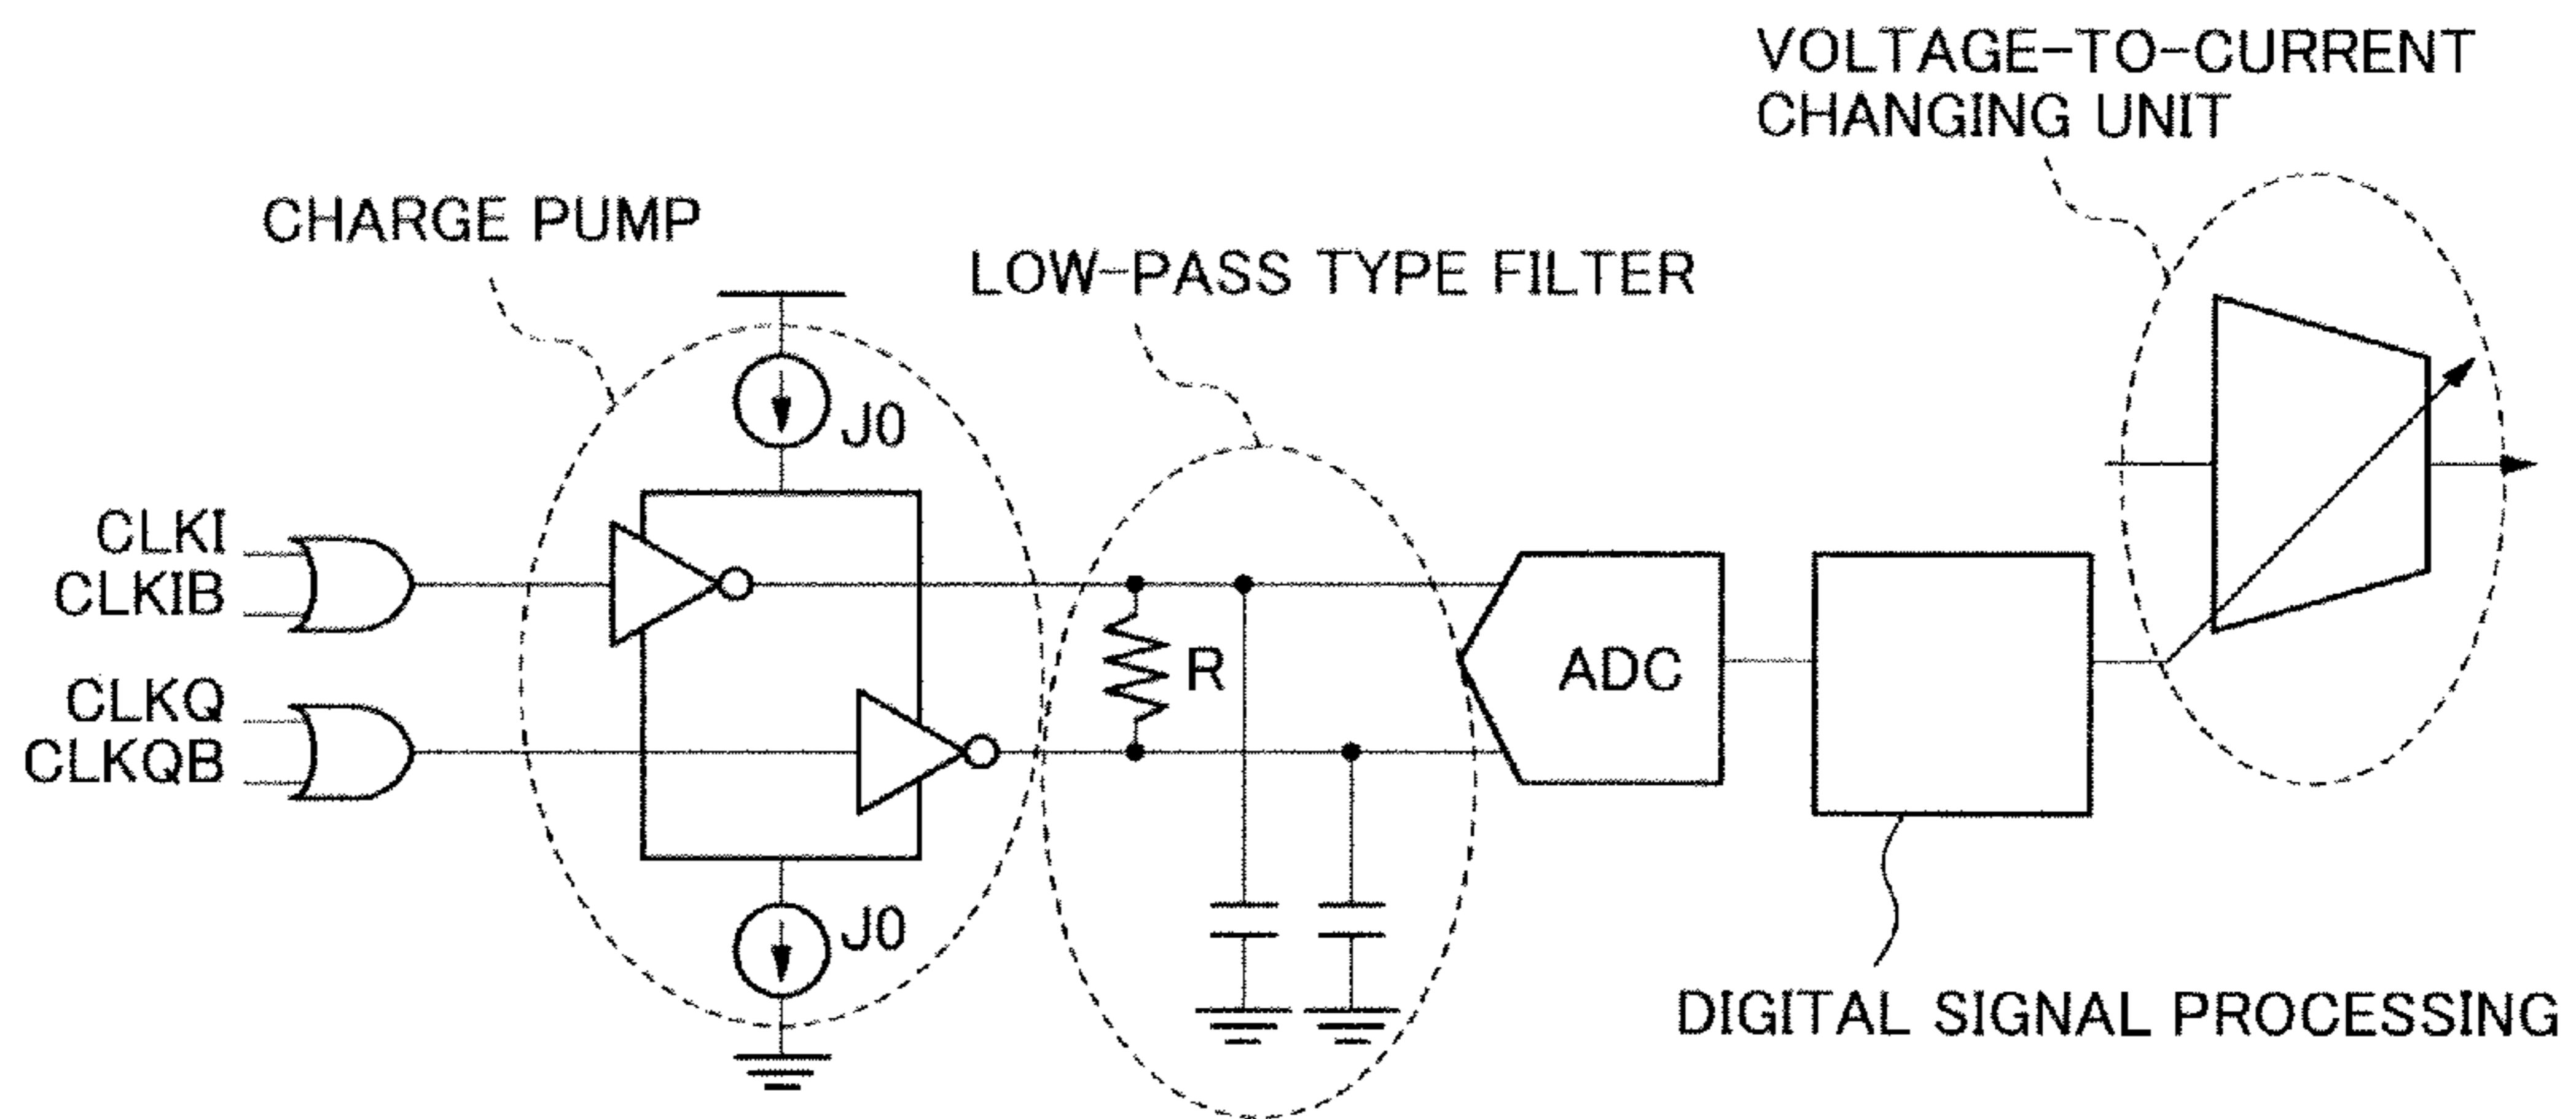 VOLTAGE-TO-CURRENT
CHANGING UNIT
CHARGE PUMP
LOW-PASS TYPE FILTER
J0
CLKI
CLKIB
CLKQ
CLKQB
R
ADC
J0
DIGITAL SIGNAL PROCESSING